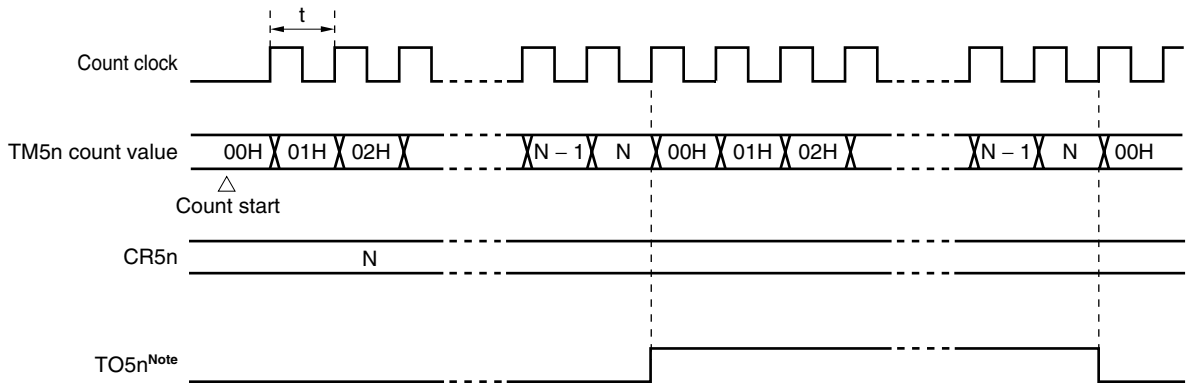 t
Count clock
TM5n count value 00H 01H 02H N − 1 N 00H 01H 02H N − 1 N 00H
Count start
CR5n N
TO5nNote